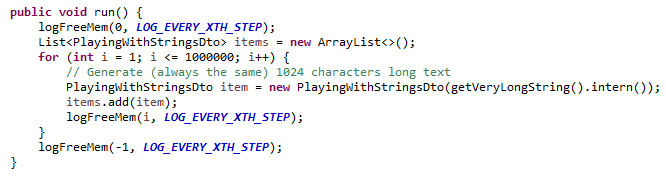 public void run() {
    logFreeMem(0, LOG_EVERY_XTH_STEP);
    List<PlayingWithStringsDto> items = new ArrayList<>();
    for (int i = 1; i <= 1000000; i++) {
        // Generate (always the same) 1024 characters long text
        PlayingWithStringsDto item = new PlayingWithStringsDto(getVeryLongString().intern());
        items.add(item);
        logFreeMem(i, LOG_EVERY_XTH_STEP);
    }
    logFreeMem(-1, LOG_EVERY_XTH_STEP);
}